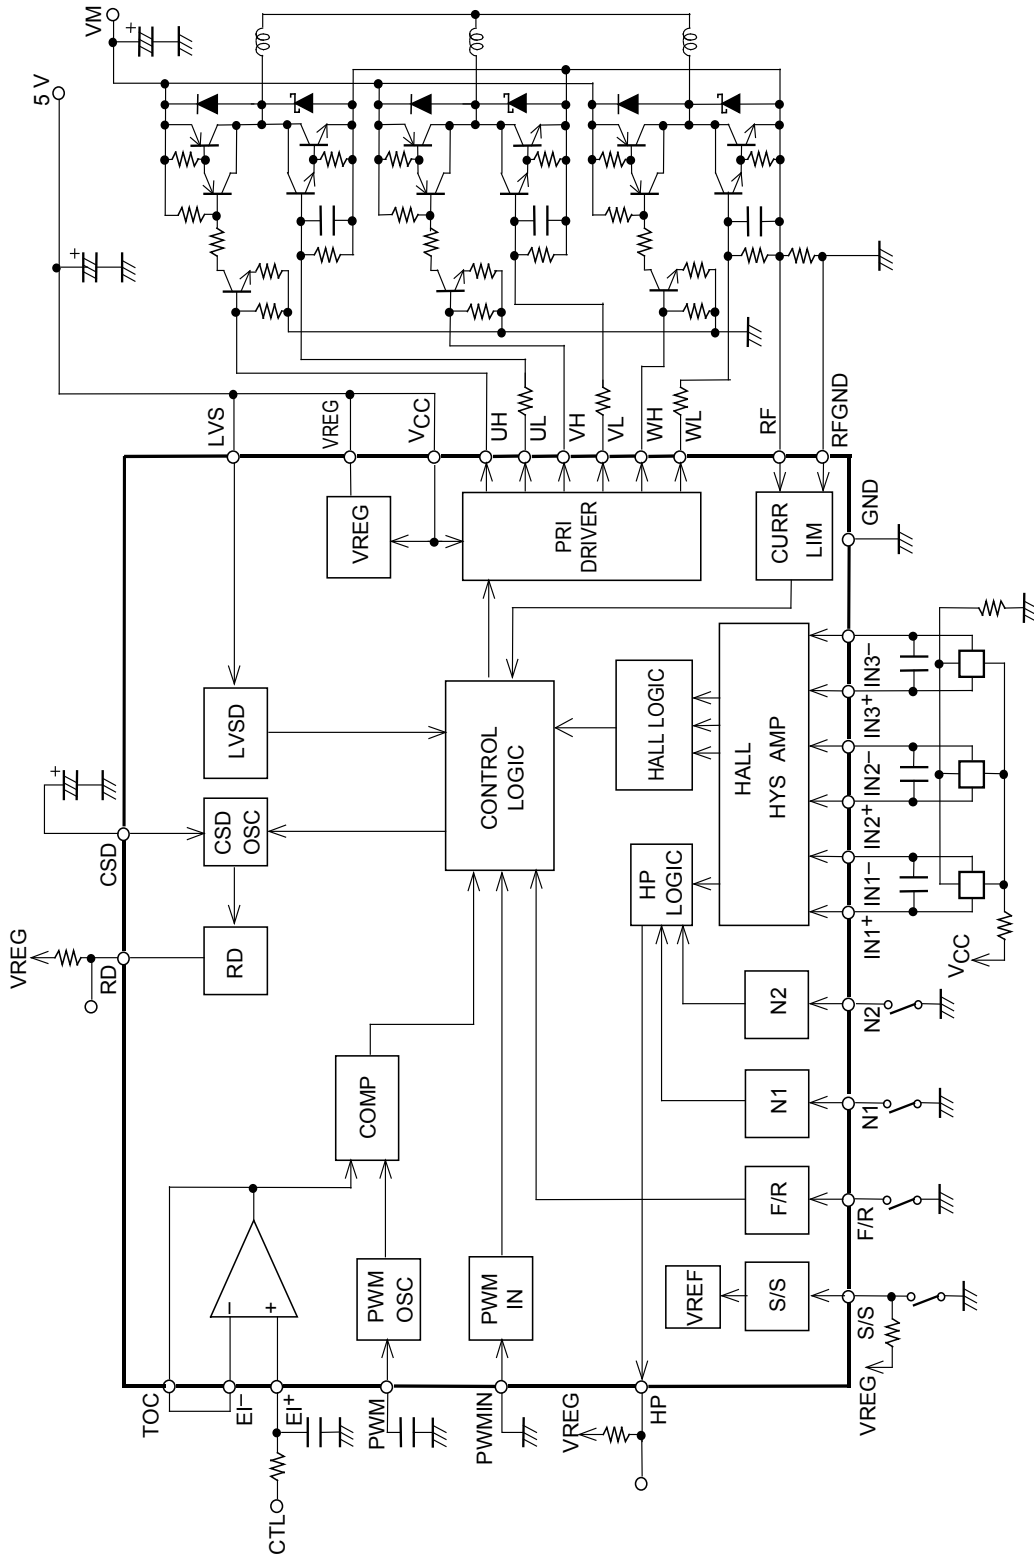 VM
5 V
LVS
VREG
VCC
UH
UL
VH
VL
WH
WL
RF
RFGND
VREG
PRI
DRIVER
CURR
LIM
GND
LVSD
CONTROL
LOGIC
HALL LOGIC
HALL
HYS AMP
IN3−
IN3+
IN2−
IN2+
IN1−
IN1+
VCC
CSD
CSD
OSC
HP
LOGIC
VREG
RD
RD
N2
N2
COMP
N1
N1
F/R
F/R
−
+
PWM
OSC
PWM
IN
VREF
S/S
S/S
VREG
TOC
EI−
EI+
PWM
PWMIN
VREG
HP
CTL
+
+
+